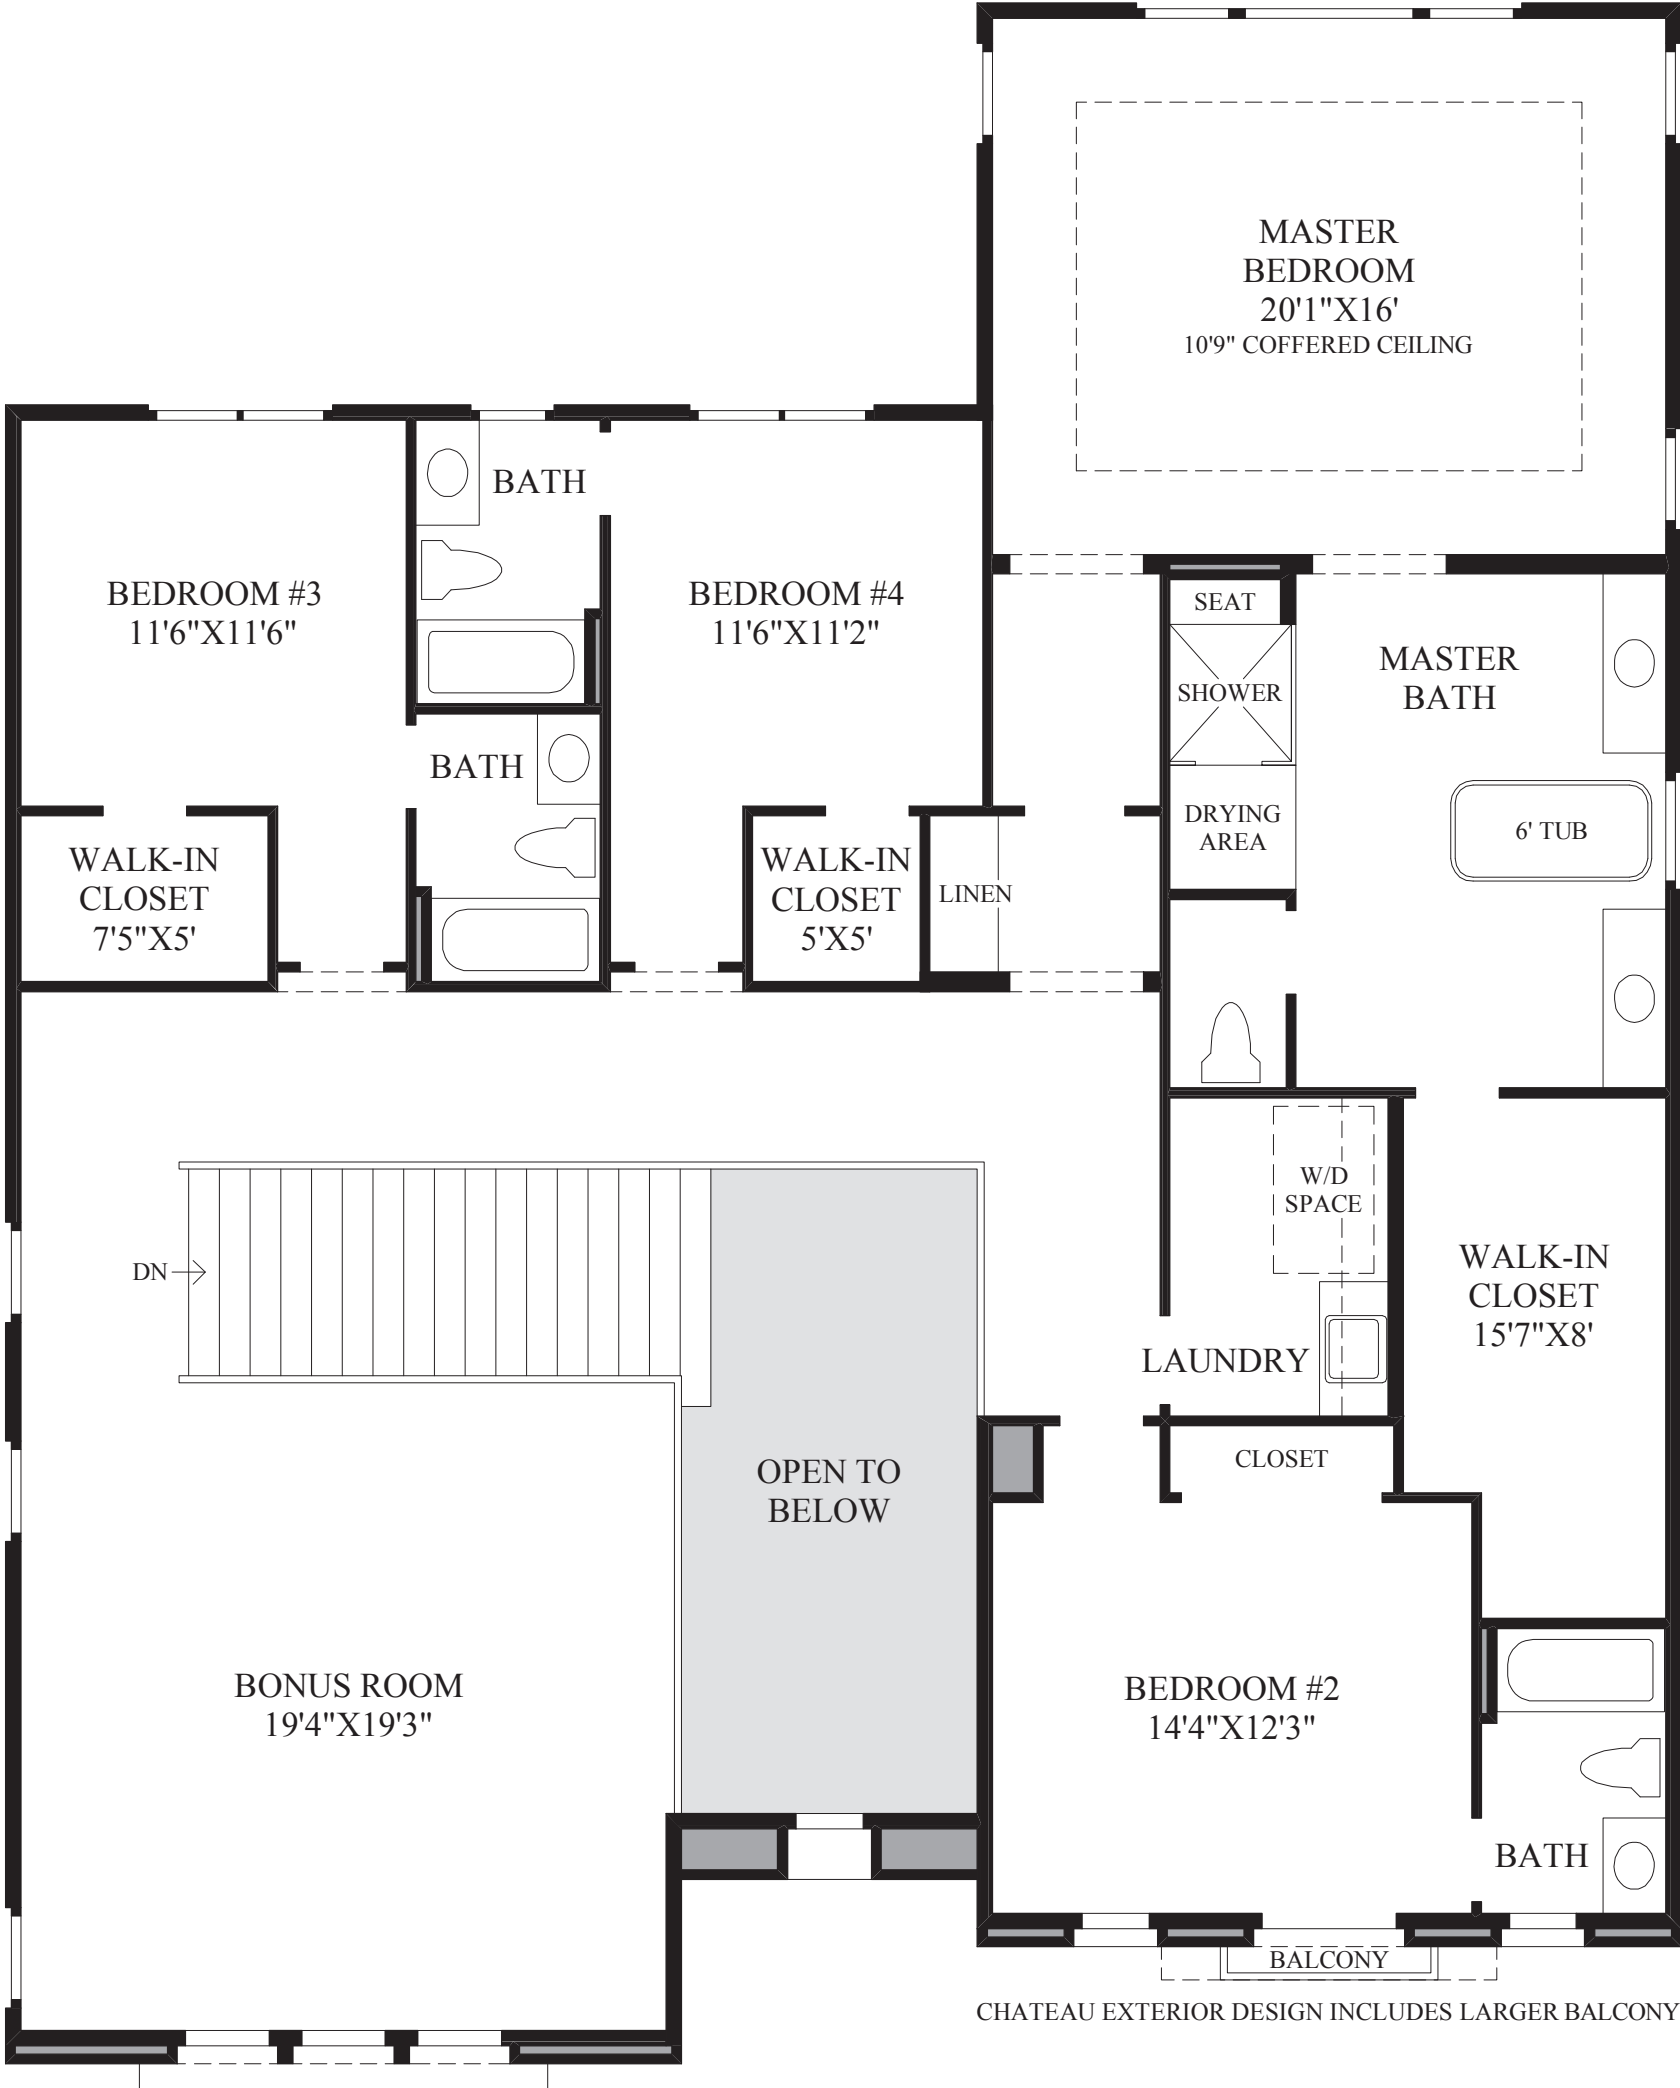 MASTER
BEDROOM
20'1"X16'
10'9" COFFERED CEILING
BATH
BEDROOM #3
11'6"X11'6"
BEDROOM #4
11'6"X11'2"
SEAT
SHOWER
MASTER
BATH
BATH
DRYING
AREA
6' TUB
WALK-IN
CLOSET
7'5"X5'
WALK-IN
CLOSET
5'X5'
LINEN
W/D
SPACE
DN
WALK-IN
CLOSET
15'7"X8'
LAUNDRY
CLOSET
OPEN TO
BELOW
BONUS ROOM
19'4"X19'3"
BEDROOM #2
14'4"X12'3"
BATH
BALCONY
CHATEAU EXTERIOR DESIGN INCLUDES LARGER BALCONY